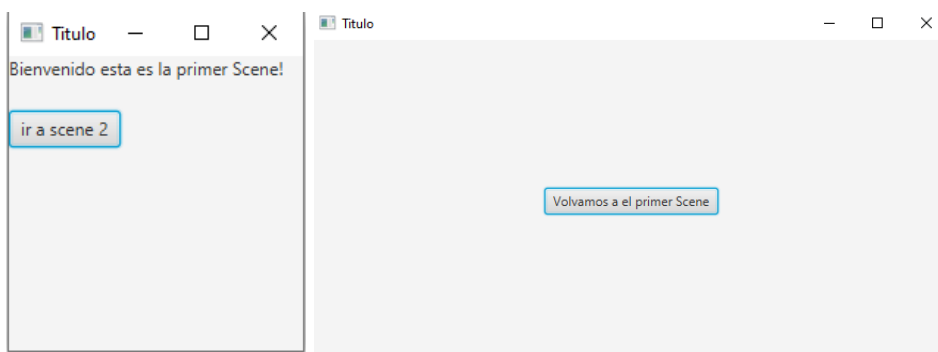 Titulo
Bienvenido esta es la primer Scene!
ir a scene 2
Titulo
Volvamos a el primer Scene